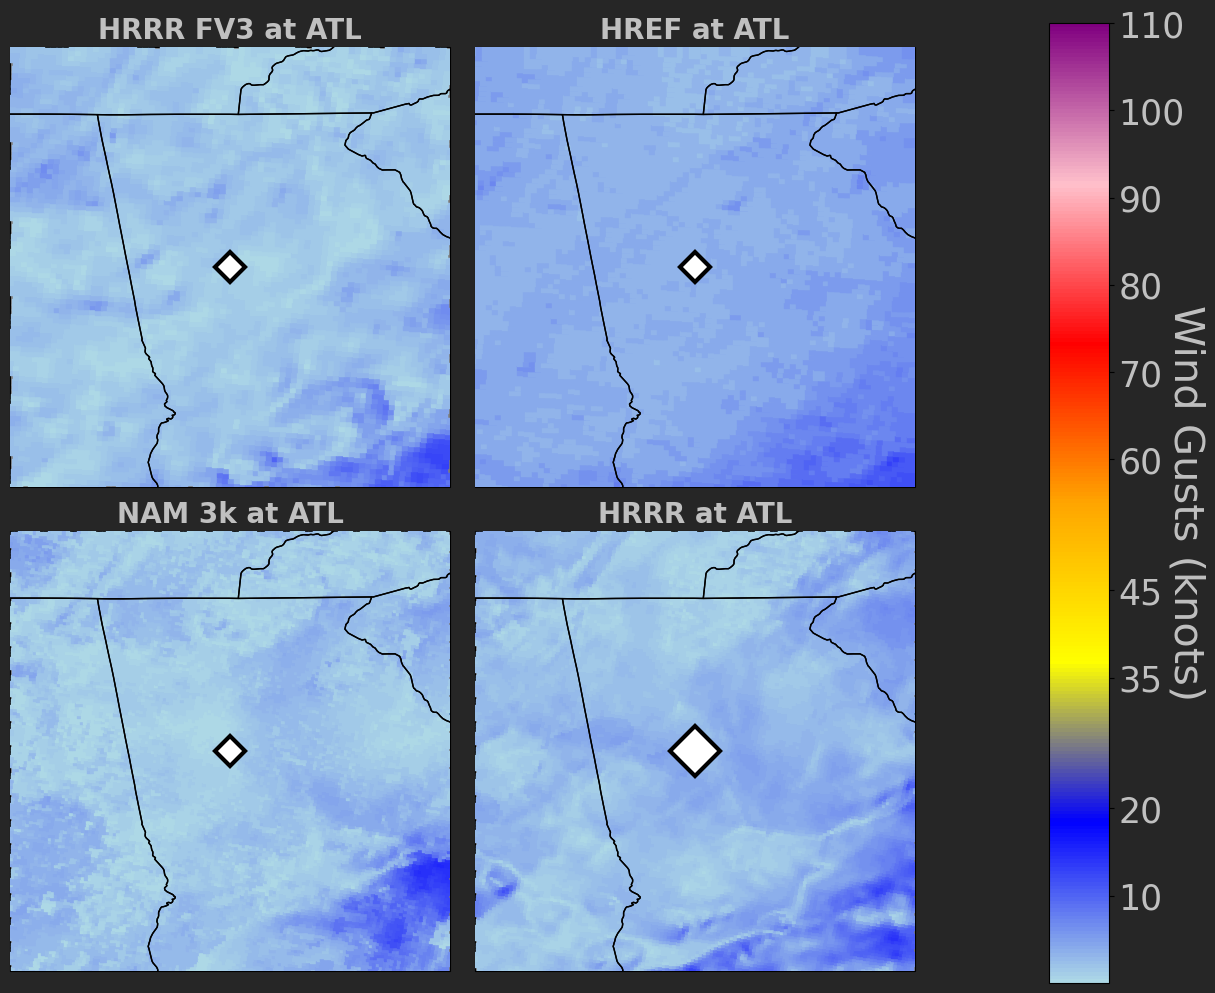 HRRR FV3 at ATL
HREF at ATL
NAM 3k at ATL
HRRR at ATL
110
100
90
80
70
60
45
35
20
10
Wind Gusts (knots)